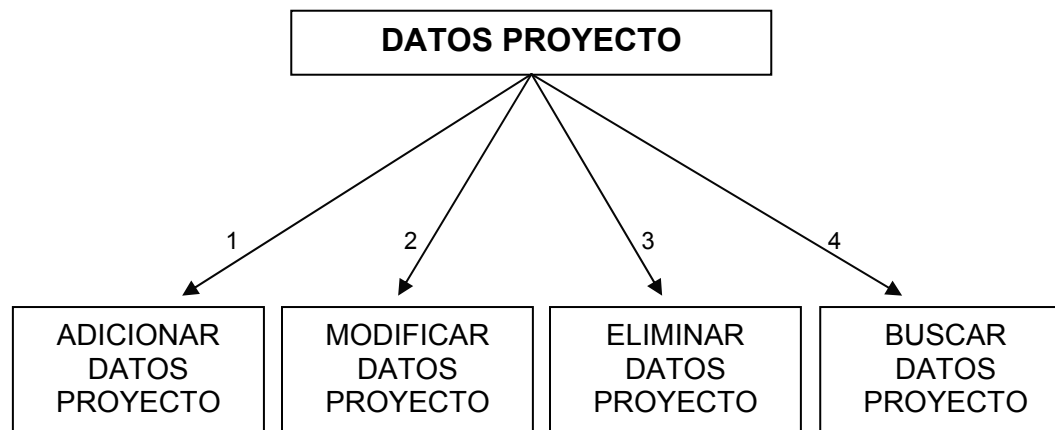 DATOS PROYECTO
1
2
3
4
ADICIONAR
DATOS
PROYECTO
MODIFICAR
DATOS
PROYECTO
ELIMINAR
DATOS
PROYECTO
BUSCAR
DATOS
PROYECTO